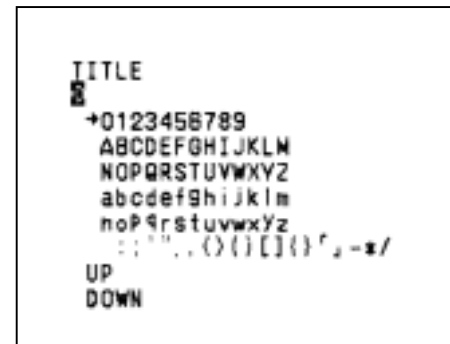 TITLE
→0123456789
ABCDEFGHIJKLM
NOPQRSTUVWXYZ
abcdefghijklm
nopqrstuvwxyz
UP
DOWN